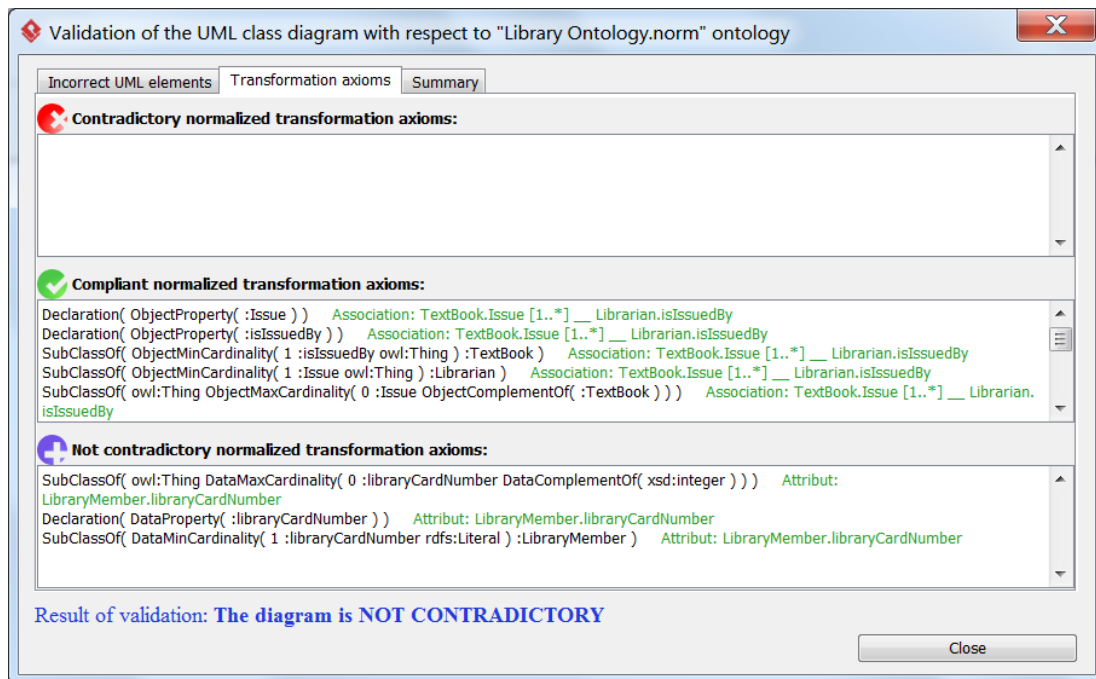 Validation of the UML class diagram with respect to "Library Ontology.norm" ontology
Incorrect UML elements Transformation axioms Summary
Contradictory normalized transformation axioms:
Compliant normalized transformation axioms:
Declaration( ObjectProperty( :Issue ) ) Association: TextBook.Issue [1..*] __ Librarian.isIssuedBy
Declaration( ObjectProperty( :isIssuedBy ) ) Association: TextBook.Issue [1..*] __ Librarian.isIssuedBy
SubClassOf( ObjectMinCardinality( 1 :isIssuedBy owl:Thing ) :TextBook ) Association: TextBook.Issue [1..*] __ Librarian.isIssuedBy
SubClassOf( ObjectMinCardinality( 1 :Issue owl:Thing ) :Librarian ) Association: TextBook.Issue [1..*] __ Librarian.isIssuedBy
SubClassOf( owl:Thing ObjectMaxCardinality( 0 :Issue ObjectComplementOf( :TextBook ) ) ) Association: TextBook.Issue [1..*] __ Librarian.
isIssuedBy
Not contradictory normalized transformation axioms:
SubClassOf( owl:Thing DataMaxCardinality( 0 :libraryCardNumber DataComplementOf( xsd:integer ) ) ) Attribut:
LibraryMember.libraryCardNumber
Declaration( DataProperty( :libraryCardNumber ) ) Attribut: LibraryMember.libraryCardNumber
SubClassOf( DataMinCardinality( 1 :libraryCardNumber rdfs:Literal ) :LibraryMember ) Attribut: LibraryMember.libraryCardNumber
Result of validation: The diagram is NOT CONTRADICTORY
Close